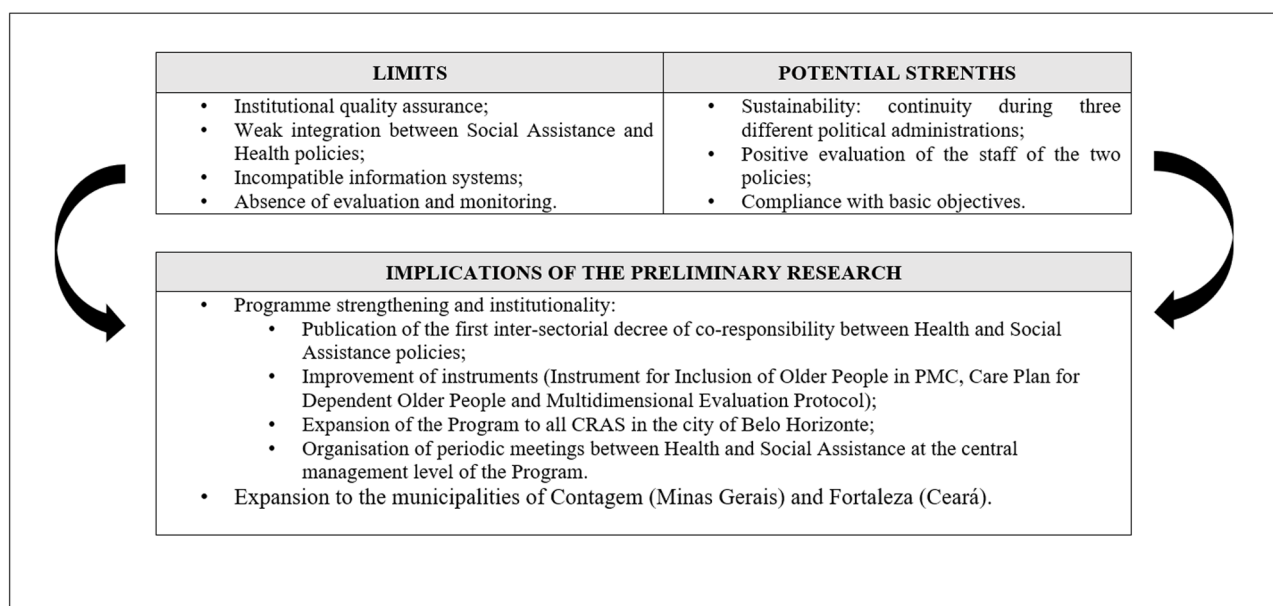 LIMITS
• Institutional quality assurance;
• Weak integration between Social Assistance and
Health policies;
• Incompatible information systems;
• Absence of evaluation and monitoring.
POTENTIAL STRENTHS
• Sustainability: continuity during three
different political administrations;
• Positive evaluation of the staff of the two
policies;
• Compliance with basic objectives.
IMPLICATIONS OF THE PRELIMINARY RESEARCH
• Programme strengthening and institutionality:
• Publication of the first inter-sectorial decree of co-responsibility between Health and Social
Assistance policies;
• Improvement of instruments (Instrument for Inclusion of Older People in PMC, Care Plan for
Dependent Older People and Multidimensional Evaluation Protocol);
• Expansion of the Program to all CRAS in the city of Belo Horizonte;
• Organisation of periodic meetings between Health and Social Assistance at the central
management level of the Program.
• Expansion to the municipalities of Contagem (Minas Gerais) and Fortaleza (Ceará).